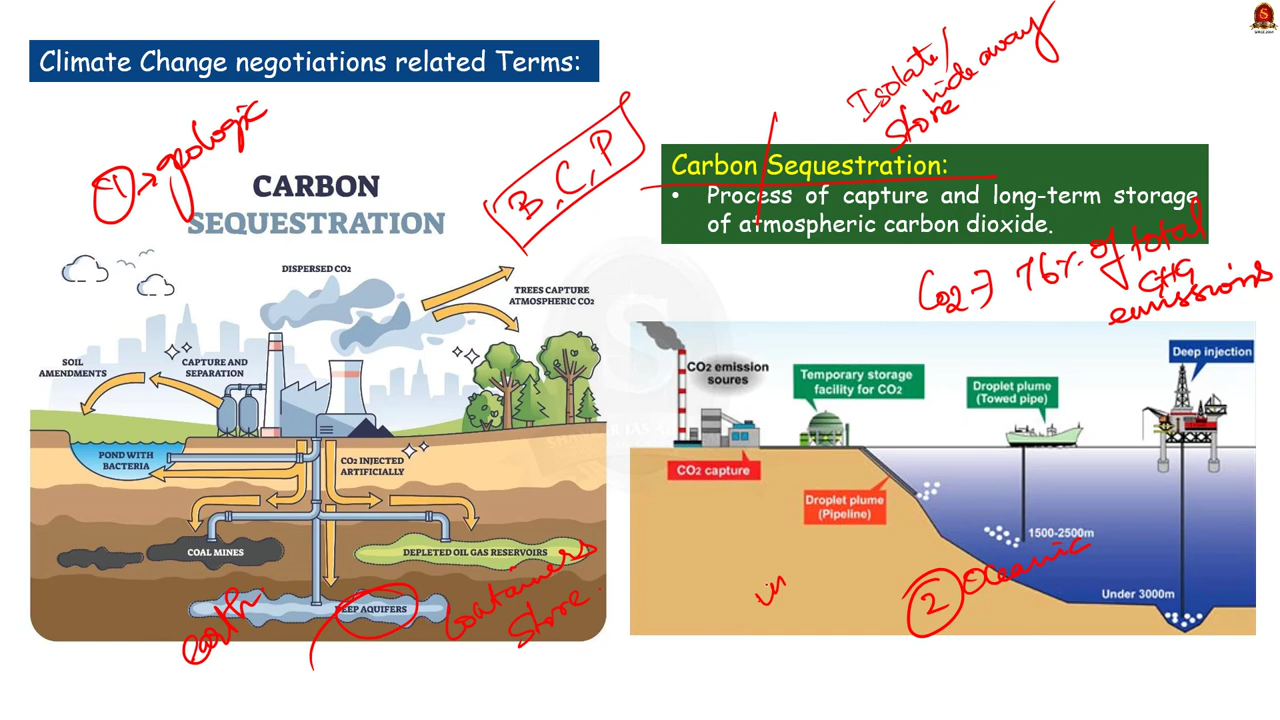 Climate Change negotiations related Terms:
Isolate/
hide away
Store
① → geologic
B, C, P
CARBON
SEQUESTRATION
Carbon Sequestration:
• Process of capture and long-term storage
of atmospheric carbon dioxide.
CO2 → 76% of total
GHG
emissions
DISPERSED CO2
TREES CAPTURE
ATMOSPHERIC CO2
SOIL
AMENDMENTS
CAPTURE AND
SEPARATION
POND WITH
BACTERIA
CO2 INJECTED
ARTIFICIALLY
COAL MINES
DEPLETED OIL GAS RESERVOIRS
DEEP AQUIFERS
earth
Containers
Store.
CO2 emission
soures
Temporary storage
facility for CO2
Droplet plume
(Towed pipe)
Deep injection
CO2 capture
Droplet plume
(Pipeline)
1500-2500m
Under 3000m
② Oceanic